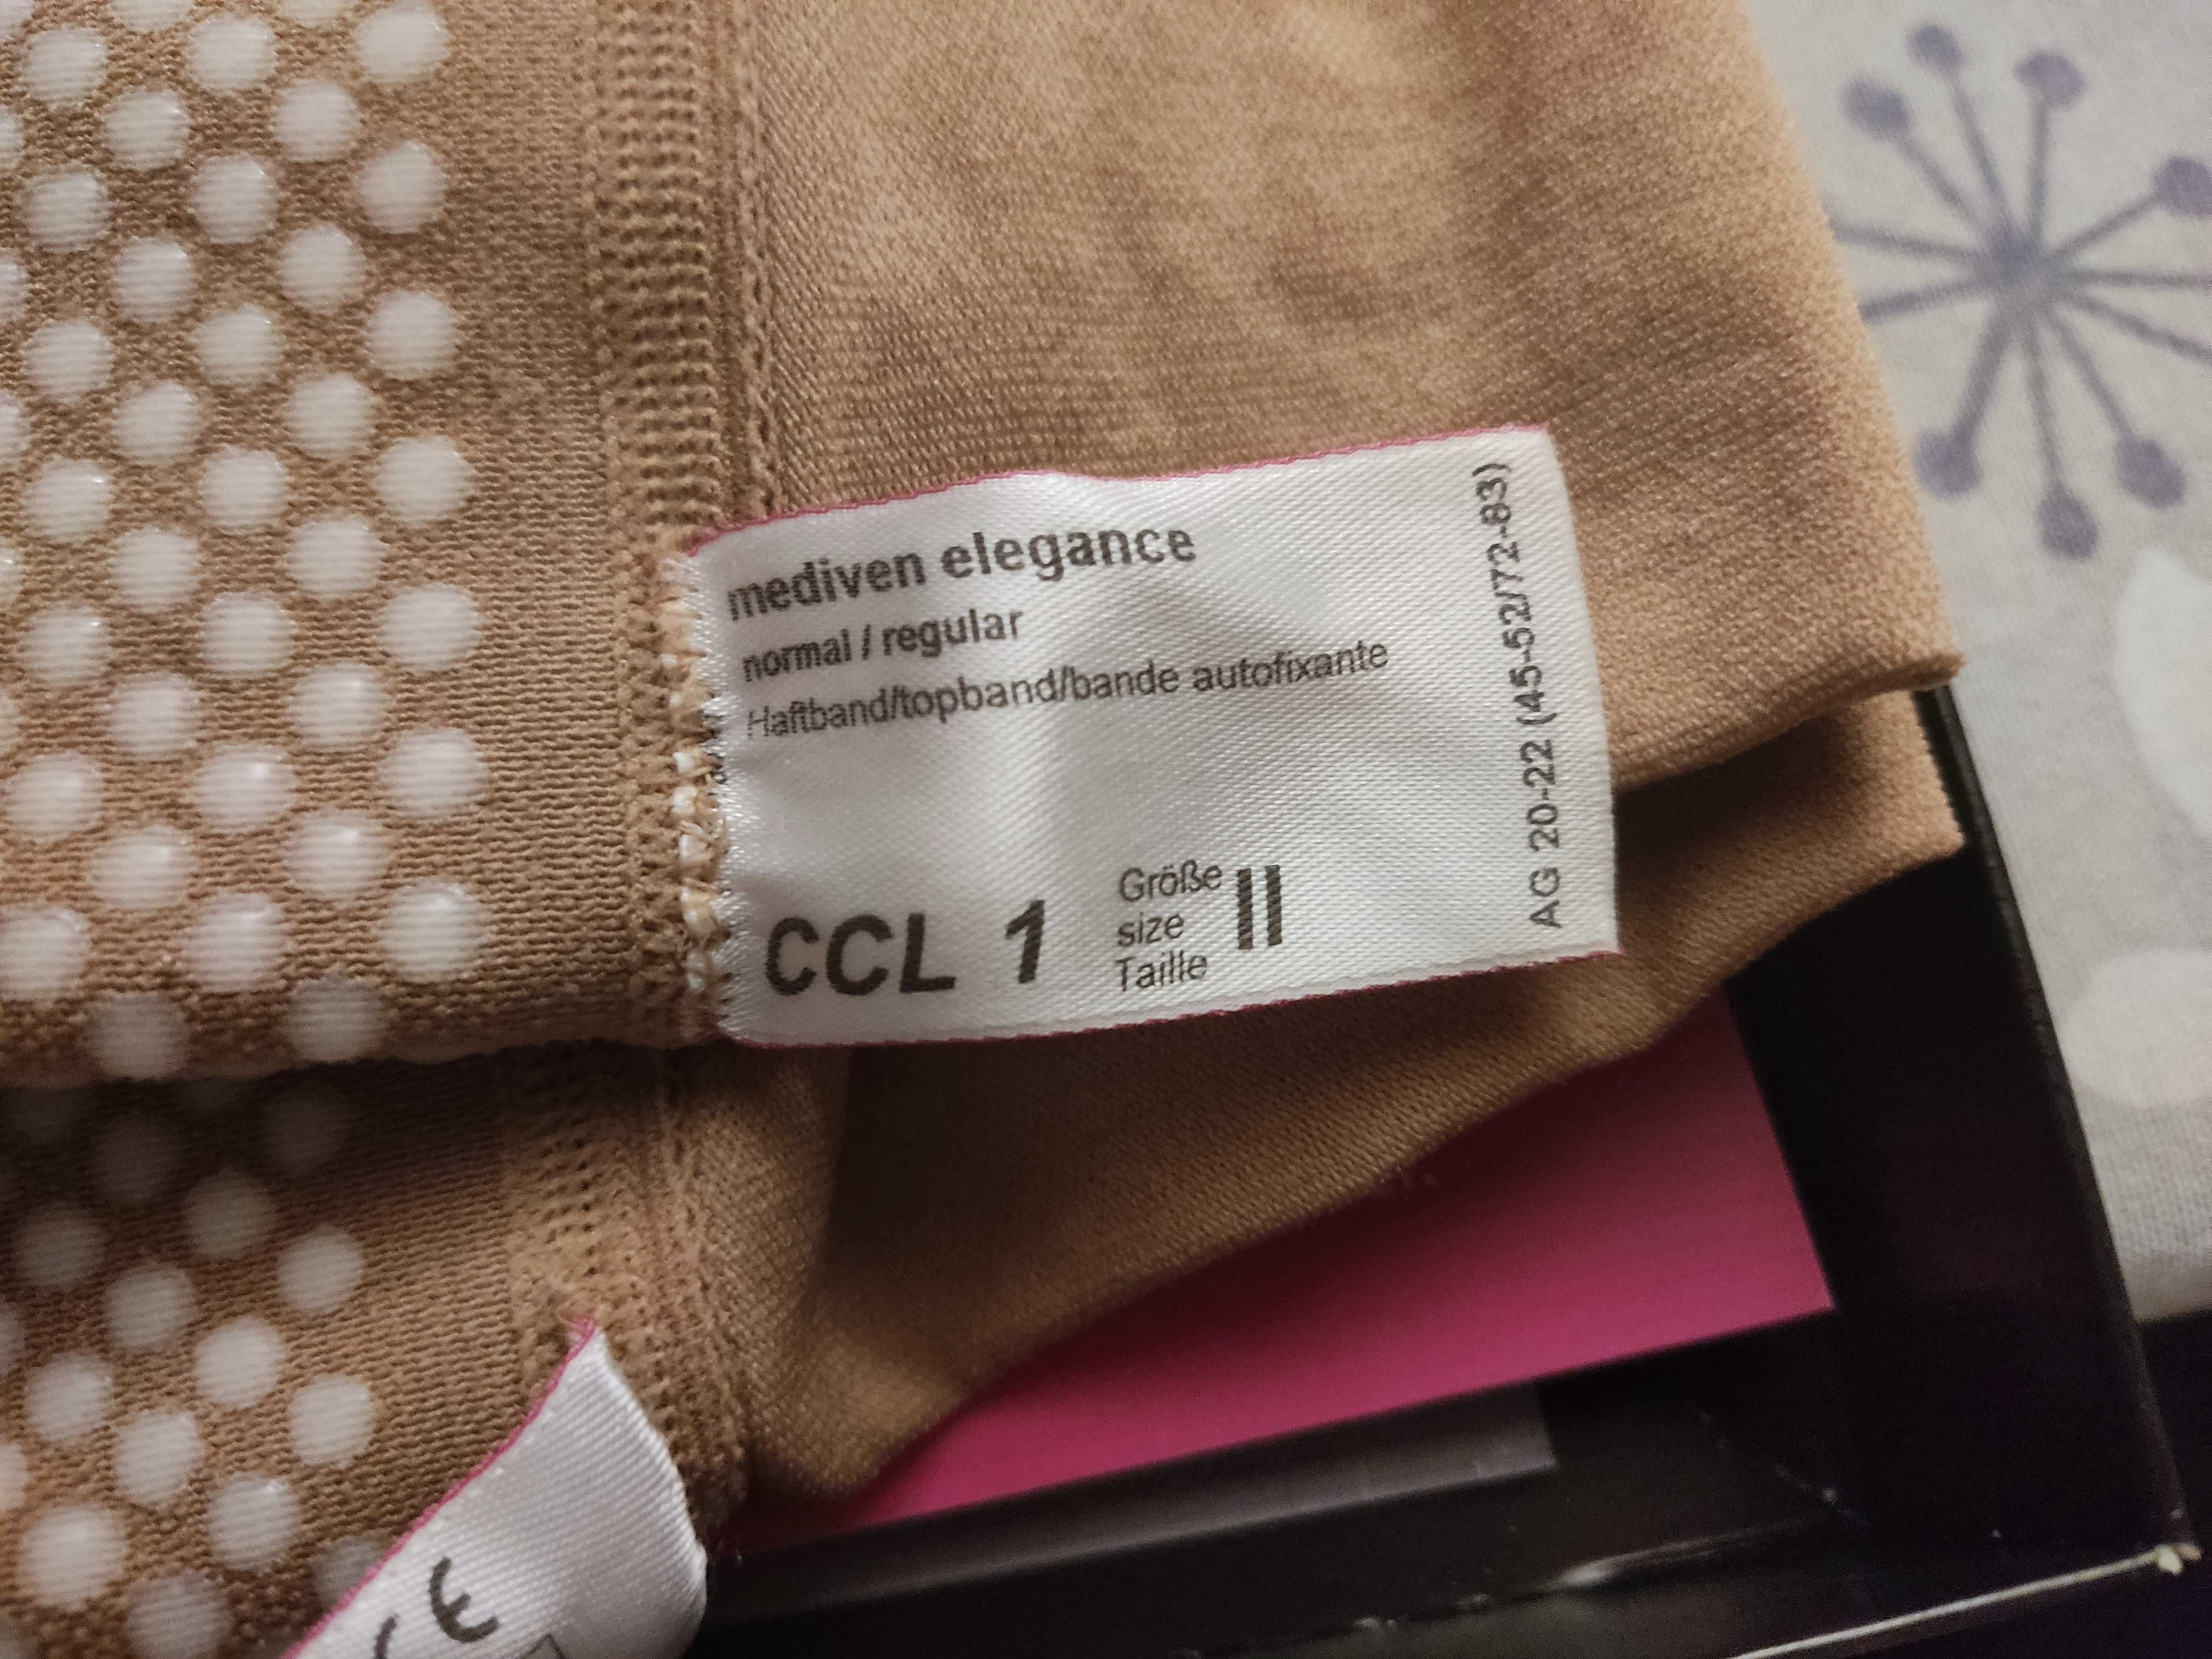 mediven elegance
normal / regular
Haftband/topband/bande autofixante
CCL 1
Größe
size
Taille
II
AG 20-22 (45-52/72-83)
CE